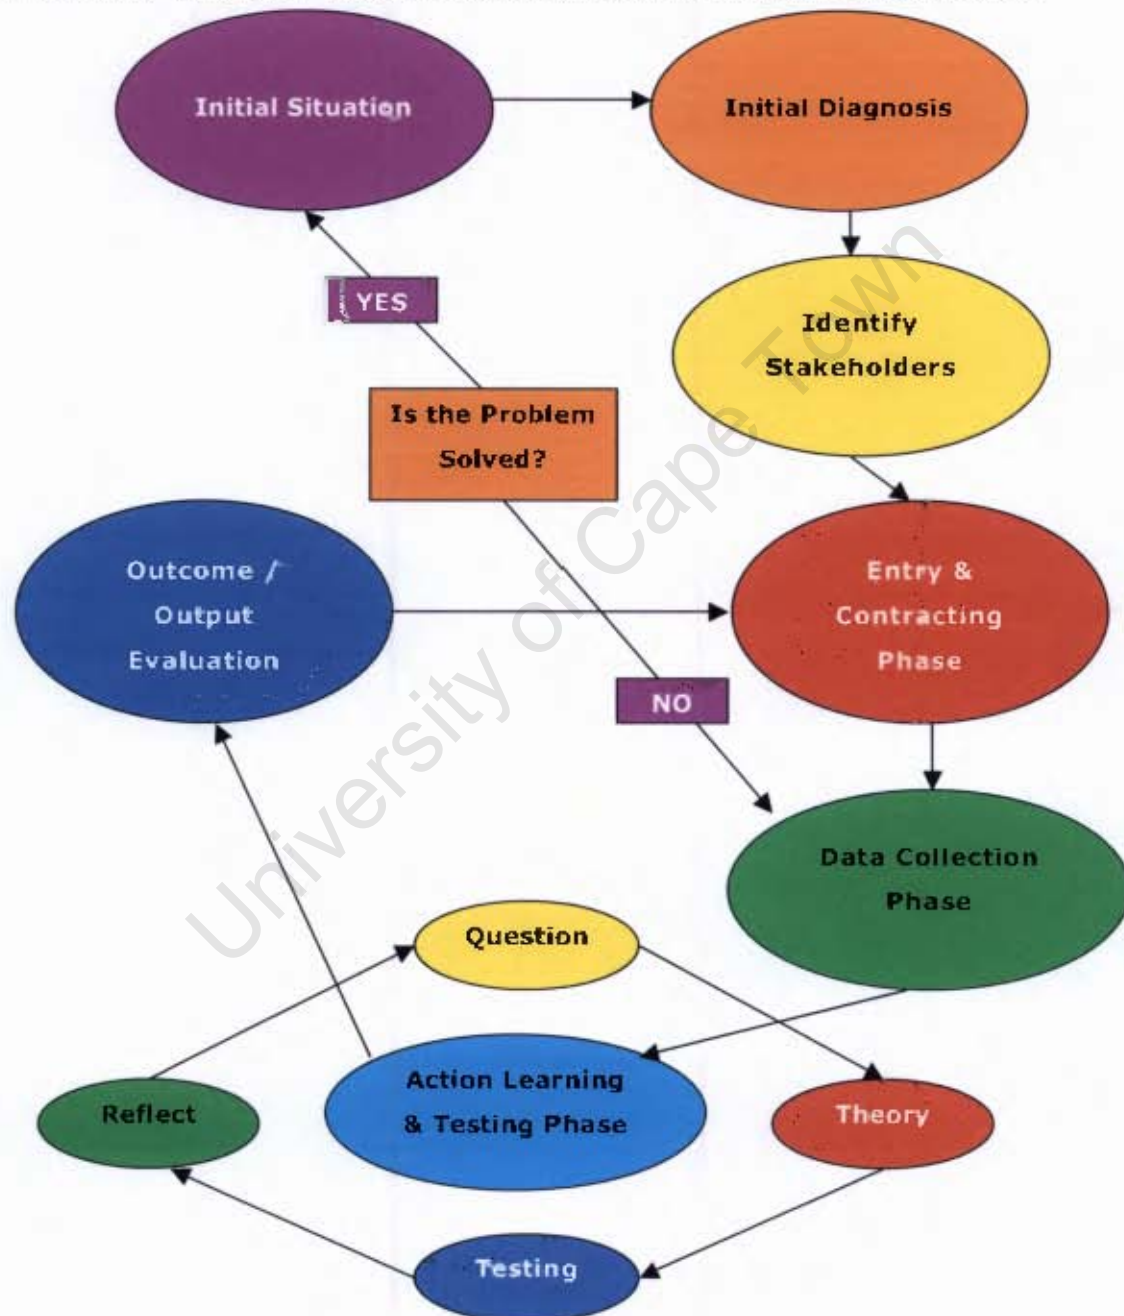 Initial Situation
Initial Diagnosis
YES
Identify
Stakeholders
Is the Problem
Solved?
Outcome /
Output
Evaluation
Entry &
Contracting
Phase
NO
Data Collection
Phase
Question
Action Learning
& Testing Phase
Reflect
Theory
Testing
University of Cape Town